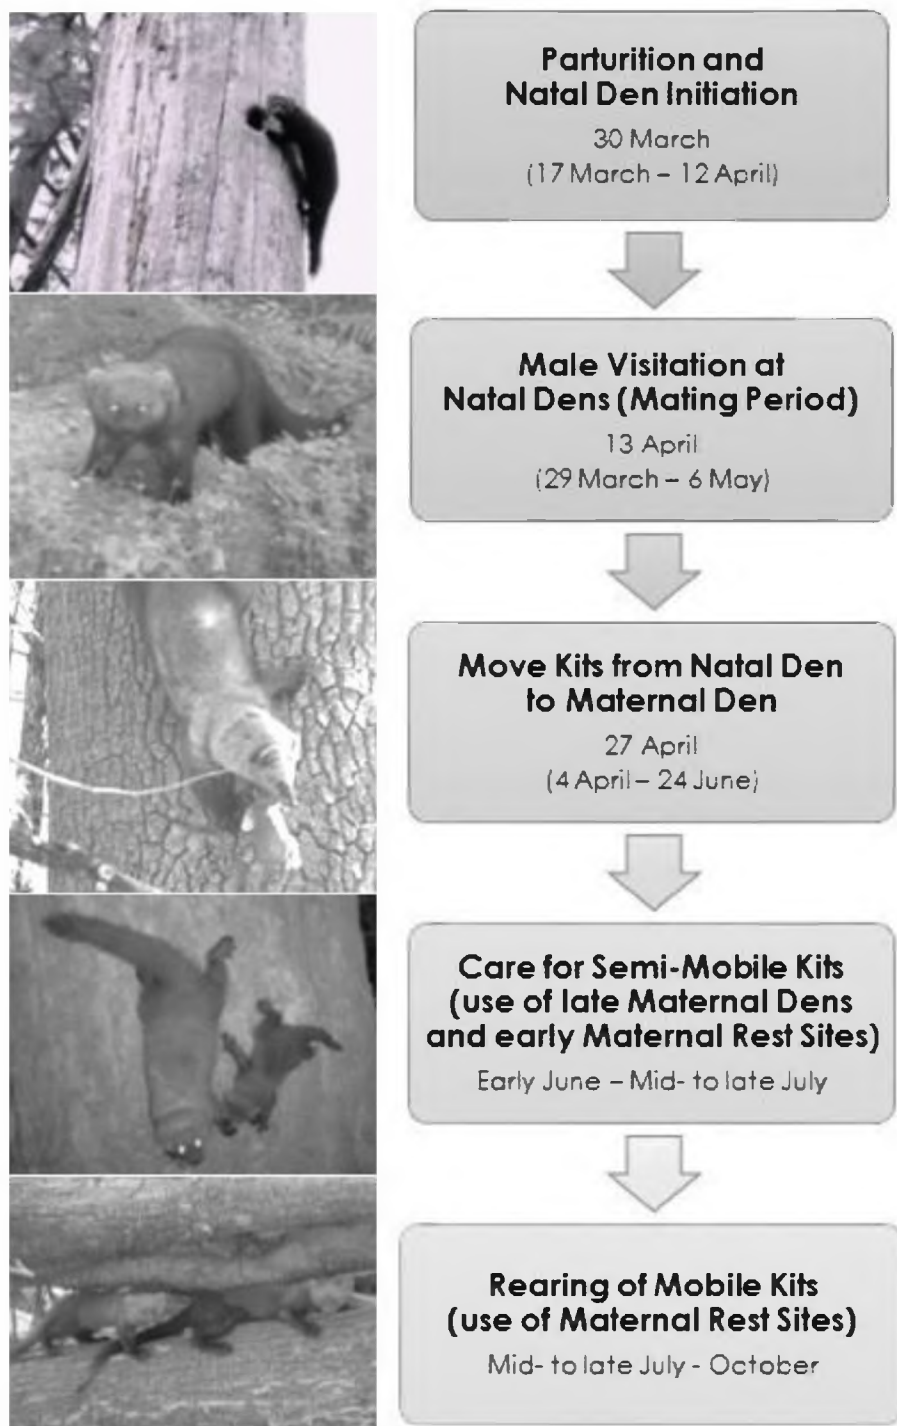 Parturition and
Natal Den Initiation
30 March
(17 March – 12 April)
Male Visitation at
Natal Dens (Mating Period)
13 April
(29 March – 6 May)
Move Kits from Natal Den
to Maternal Den
27 April
(4 April – 24 June)
Care for Semi-Mobile Kits
(use of late Maternal Dens
and early Maternal Rest Sites)
Early June – Mid- to late July
Rearing of Mobile Kits
(use of Maternal Rest Sites)
Mid- to late July - October